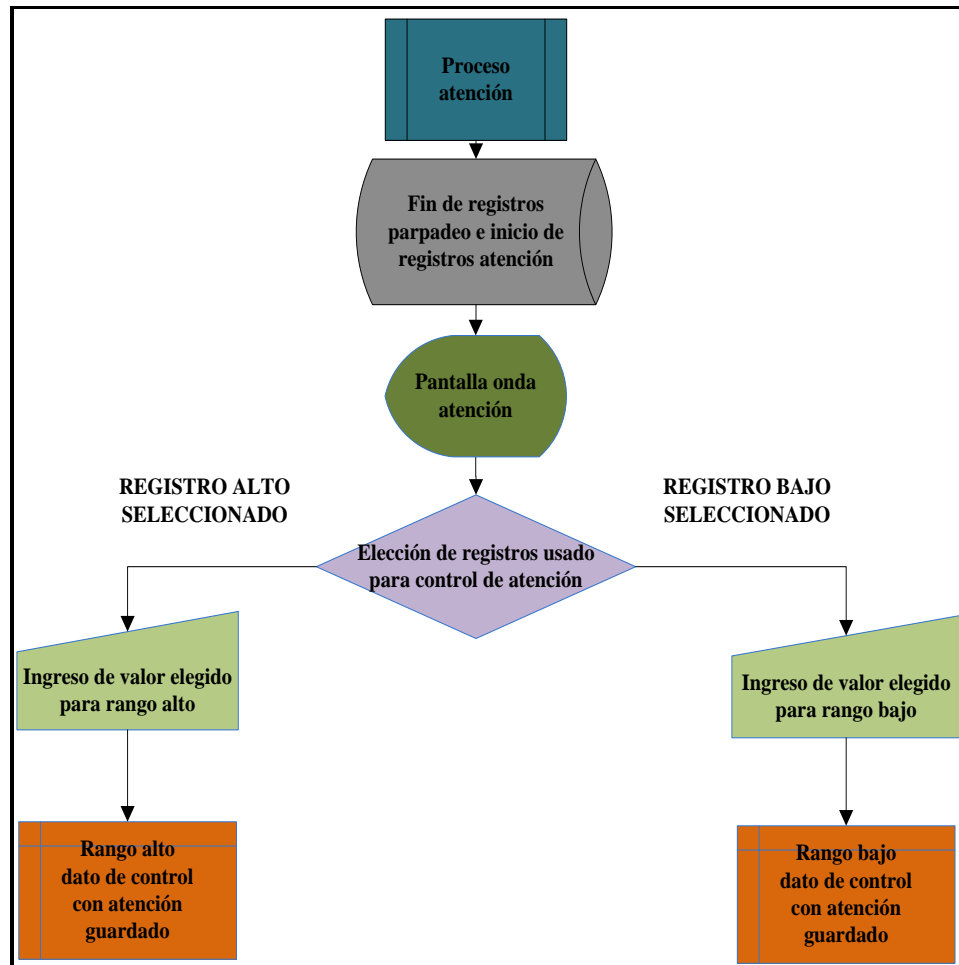 Proceso
atención
Fin de registros
parpadeo e inicio de
registros atención
Pantalla onda
atención
REGISTRO ALTO
SELECCIONADO
REGISTRO BAJO
SELECCIONADO
Elección de registros usado
para control de atención
Ingreso de valor elegido
para rango alto
Ingreso de valor elegido
para rango bajo
Rango alto
dato de control
con atención
guardado
Rango bajo
dato de control
con atención
guardado